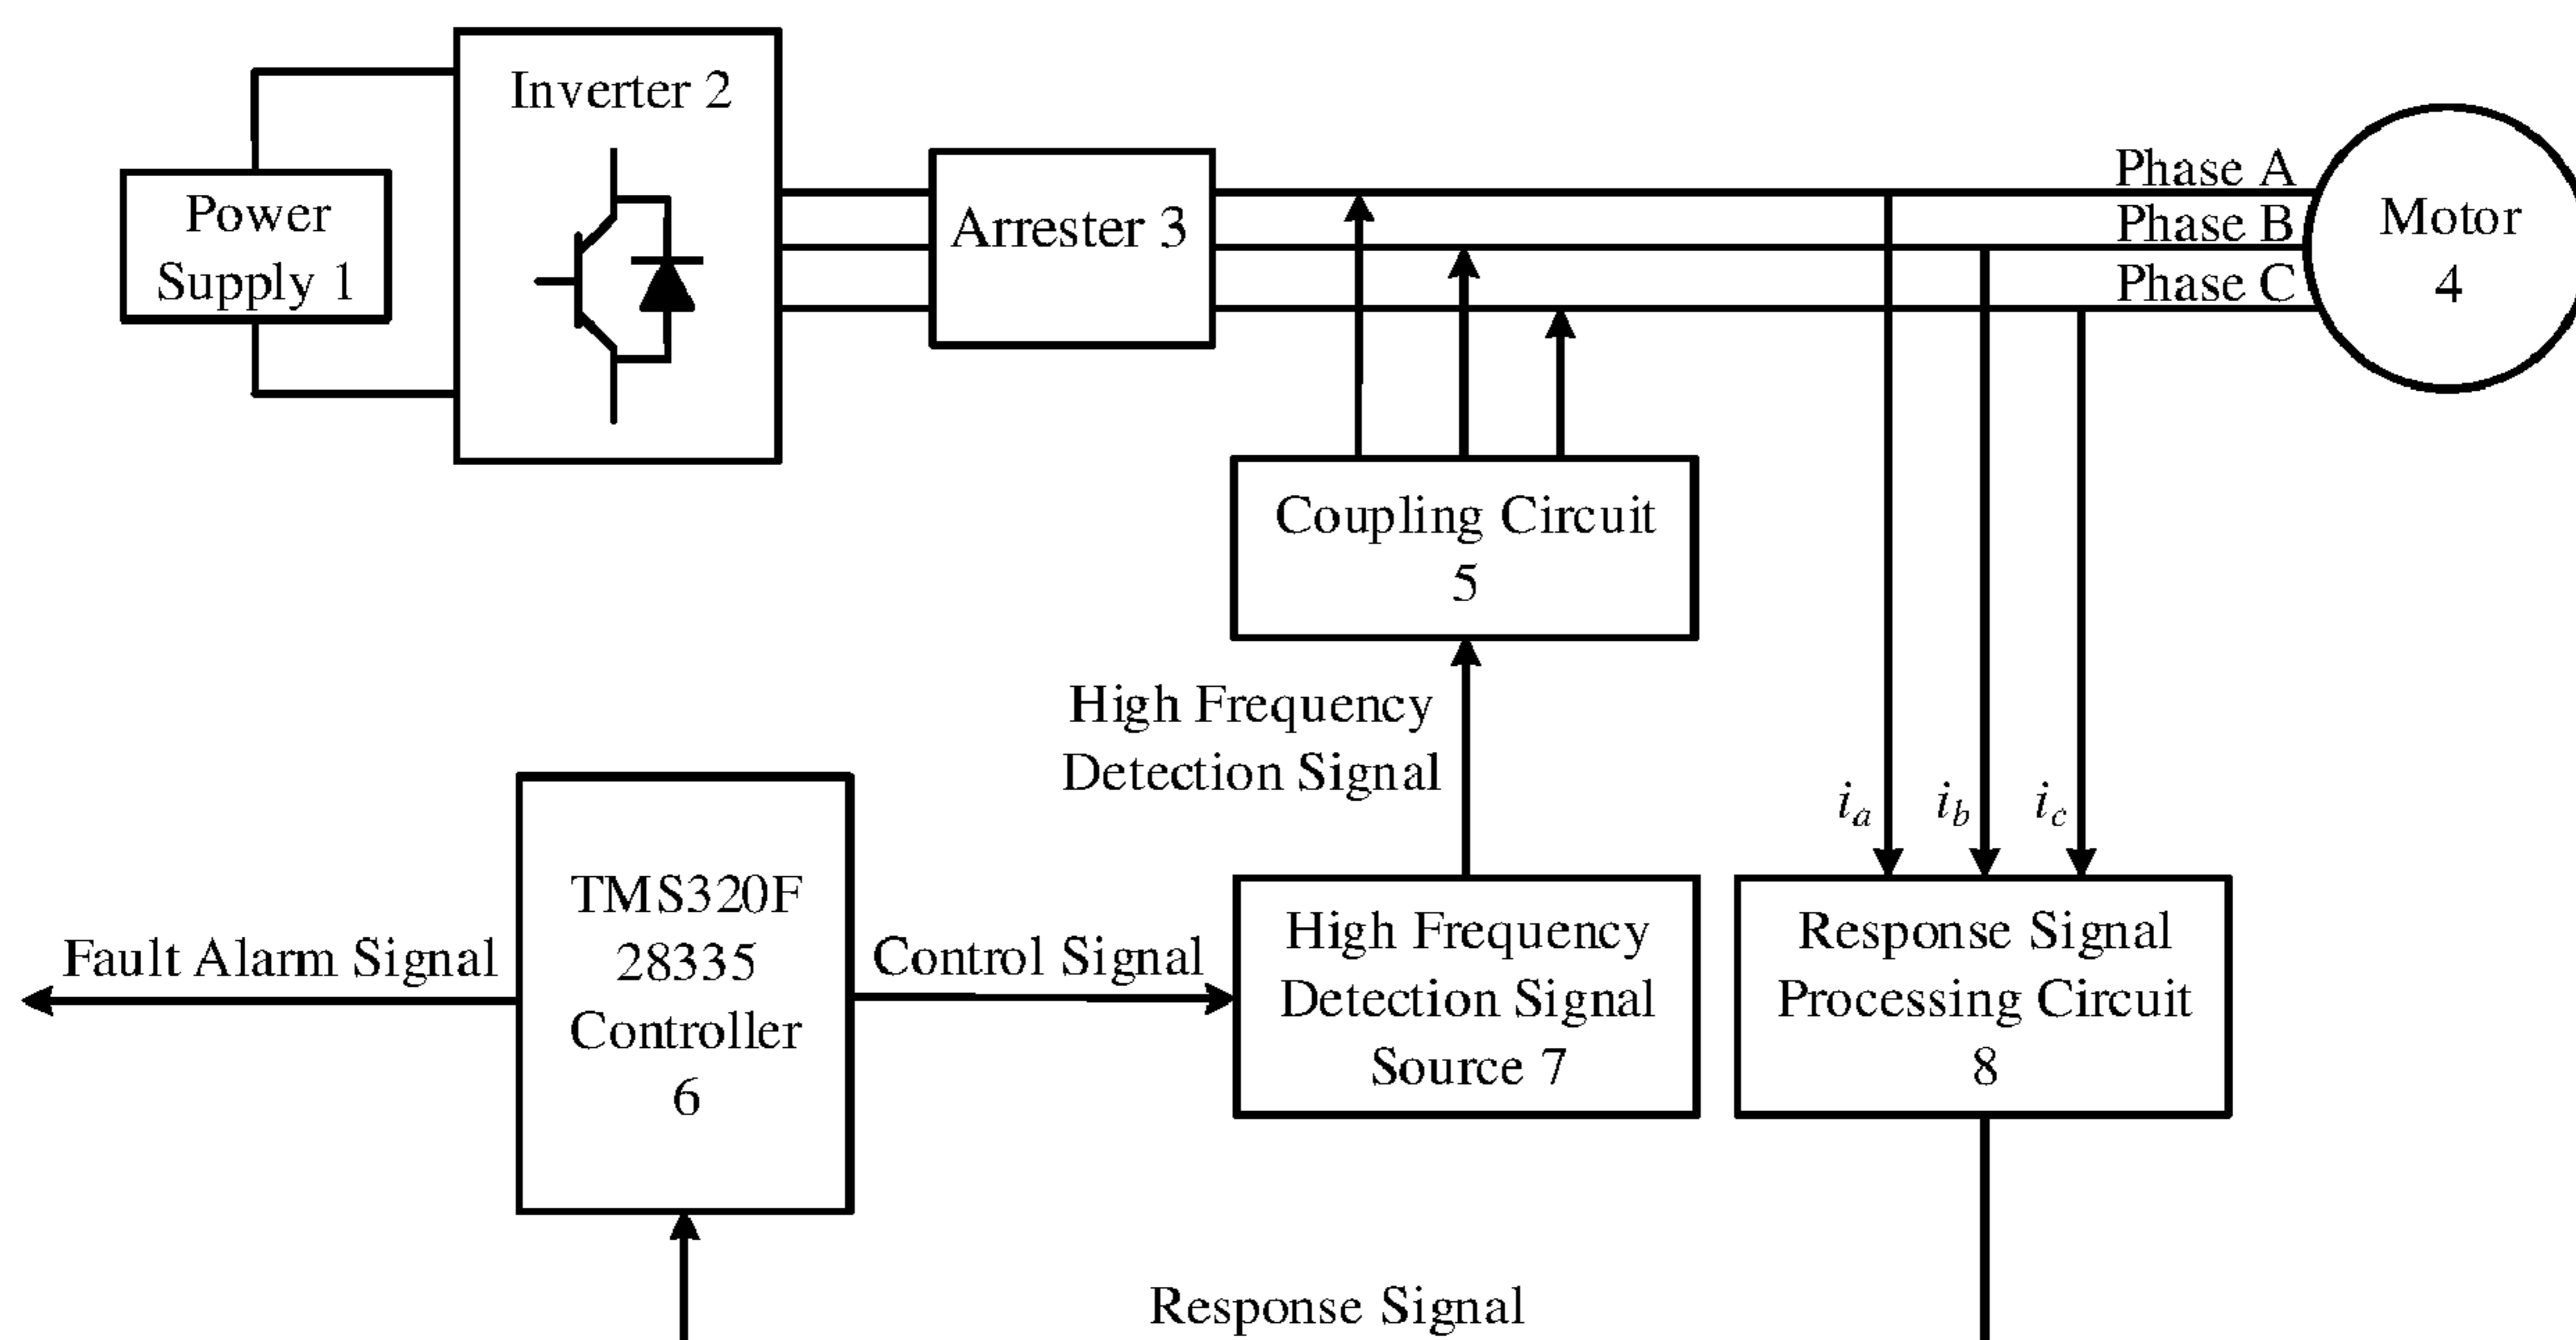 Inverter 2
Power
Supply 1
Arrester 3
Phase A
Phase B
Phase C
Motor
4
Coupling Circuit
5
High Frequency
Detection Signal
i_a
i_b
i_c
Fault Alarm Signal
TMS320F
28335
Controller
6
Control Signal
High Frequency
Detection Signal
Source 7
Response Signal
Processing Circuit
8
Response Signal